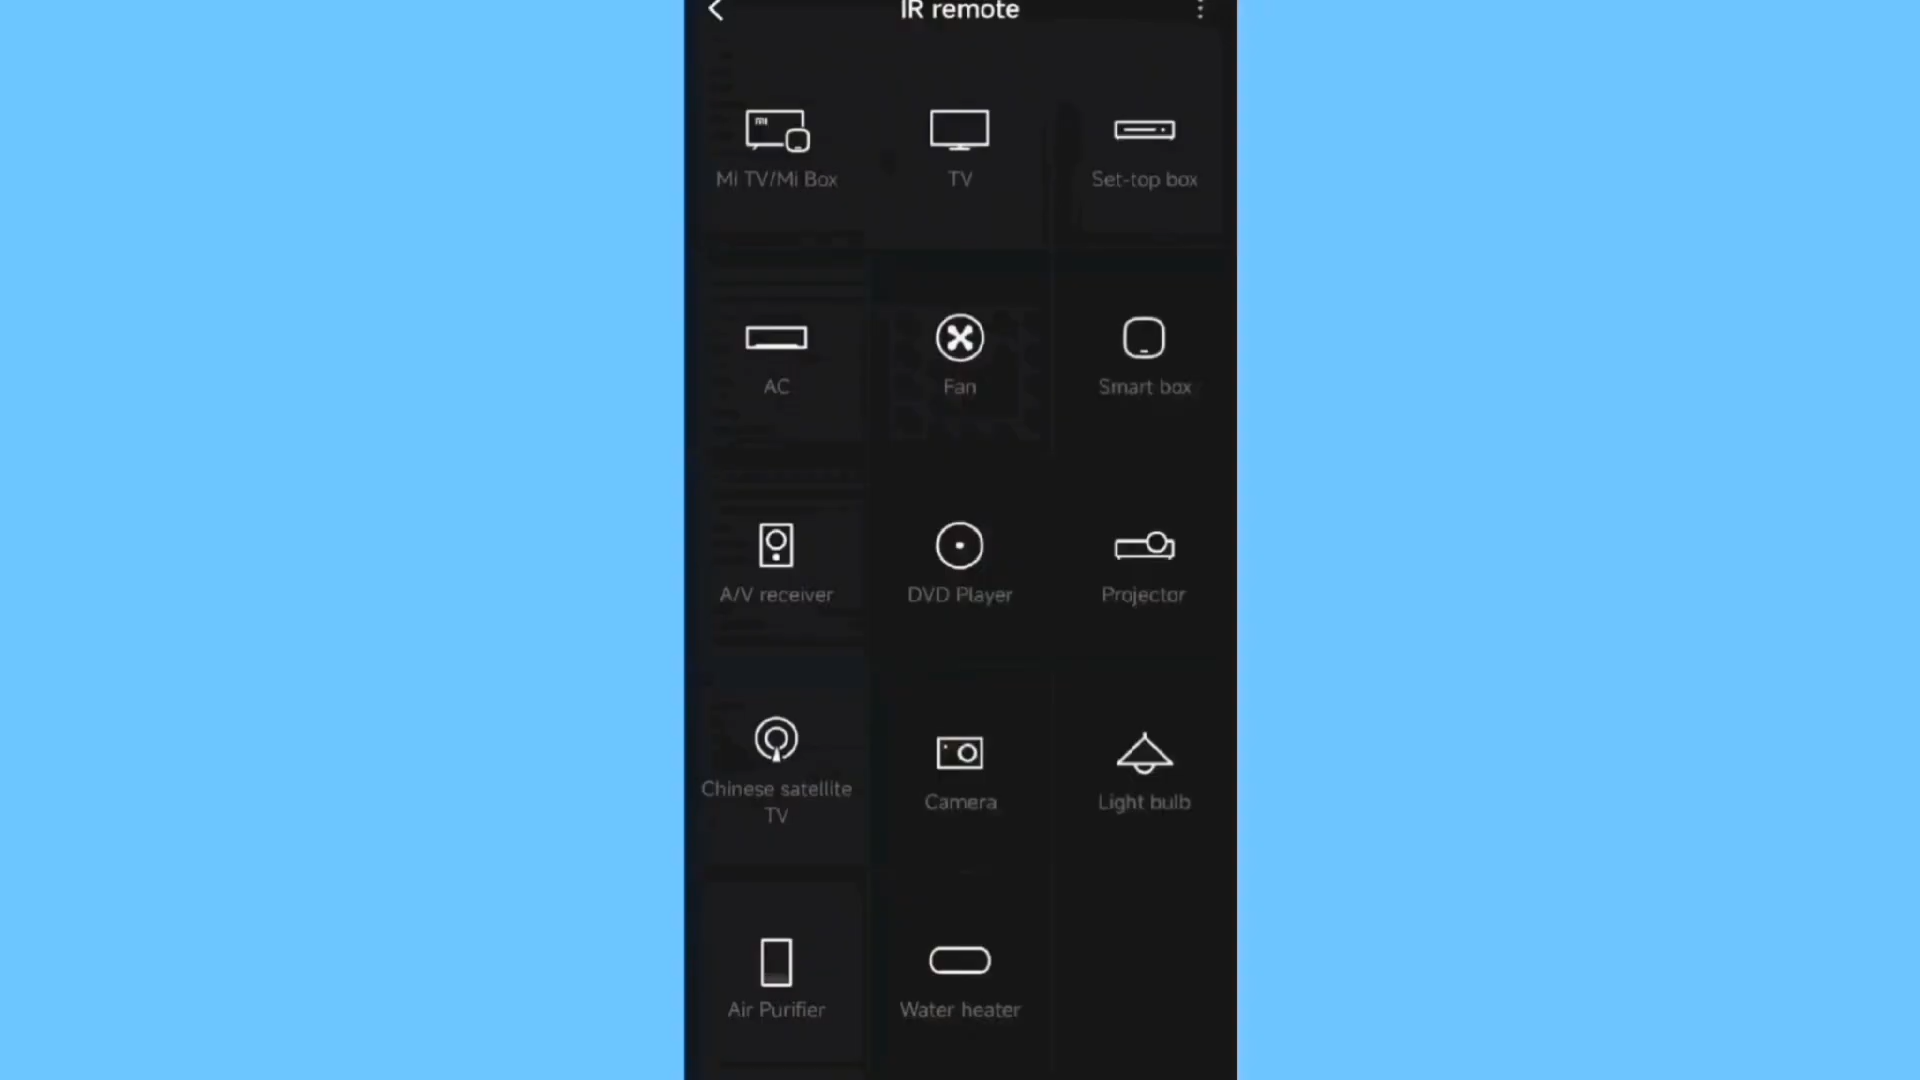 IR remote
mi
Mi TV/Mi Box
TV
Set-top box
AC
Fan
Smart box
A/V receiver
DVD Player
Projector
Chinese satellite
TV
Camera
Light bulb
Air Purifier
Water heater